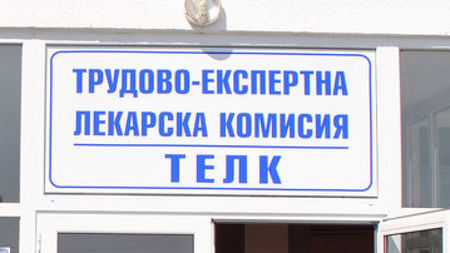 ТРУДОВО-ЕКСПЕРТНА
ЛЕКАРСКА КОМИСИЯ
ТЕЛК